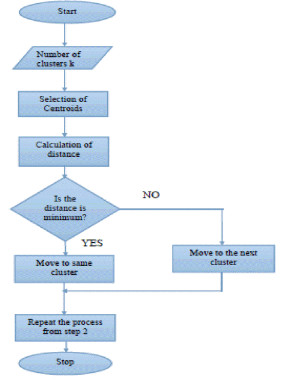 Start
Number of
clusters k
Selection of
Centroids
Calculation of
distance
Is the
distance is
minimum?
NO
YES
Move to same
cluster
Move to the next
cluster
Repeat the process
from step 2
Stop